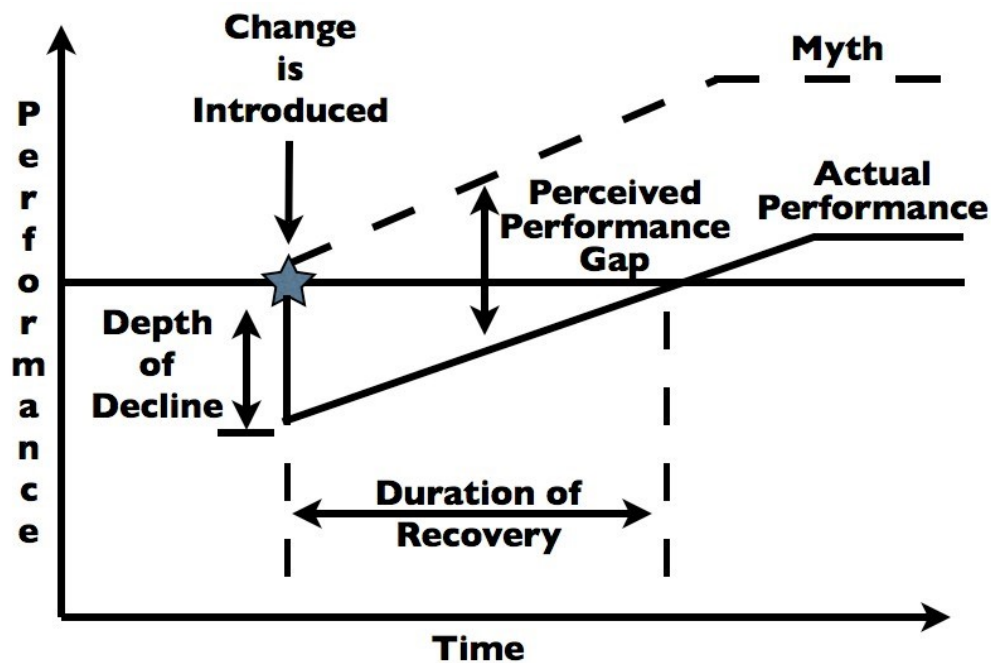 Change
is
Introduced
Myth
Performance
Perceived
Performance
Gap
Actual
Performance
Depth
of
Decline
Duration of
Recovery
Time